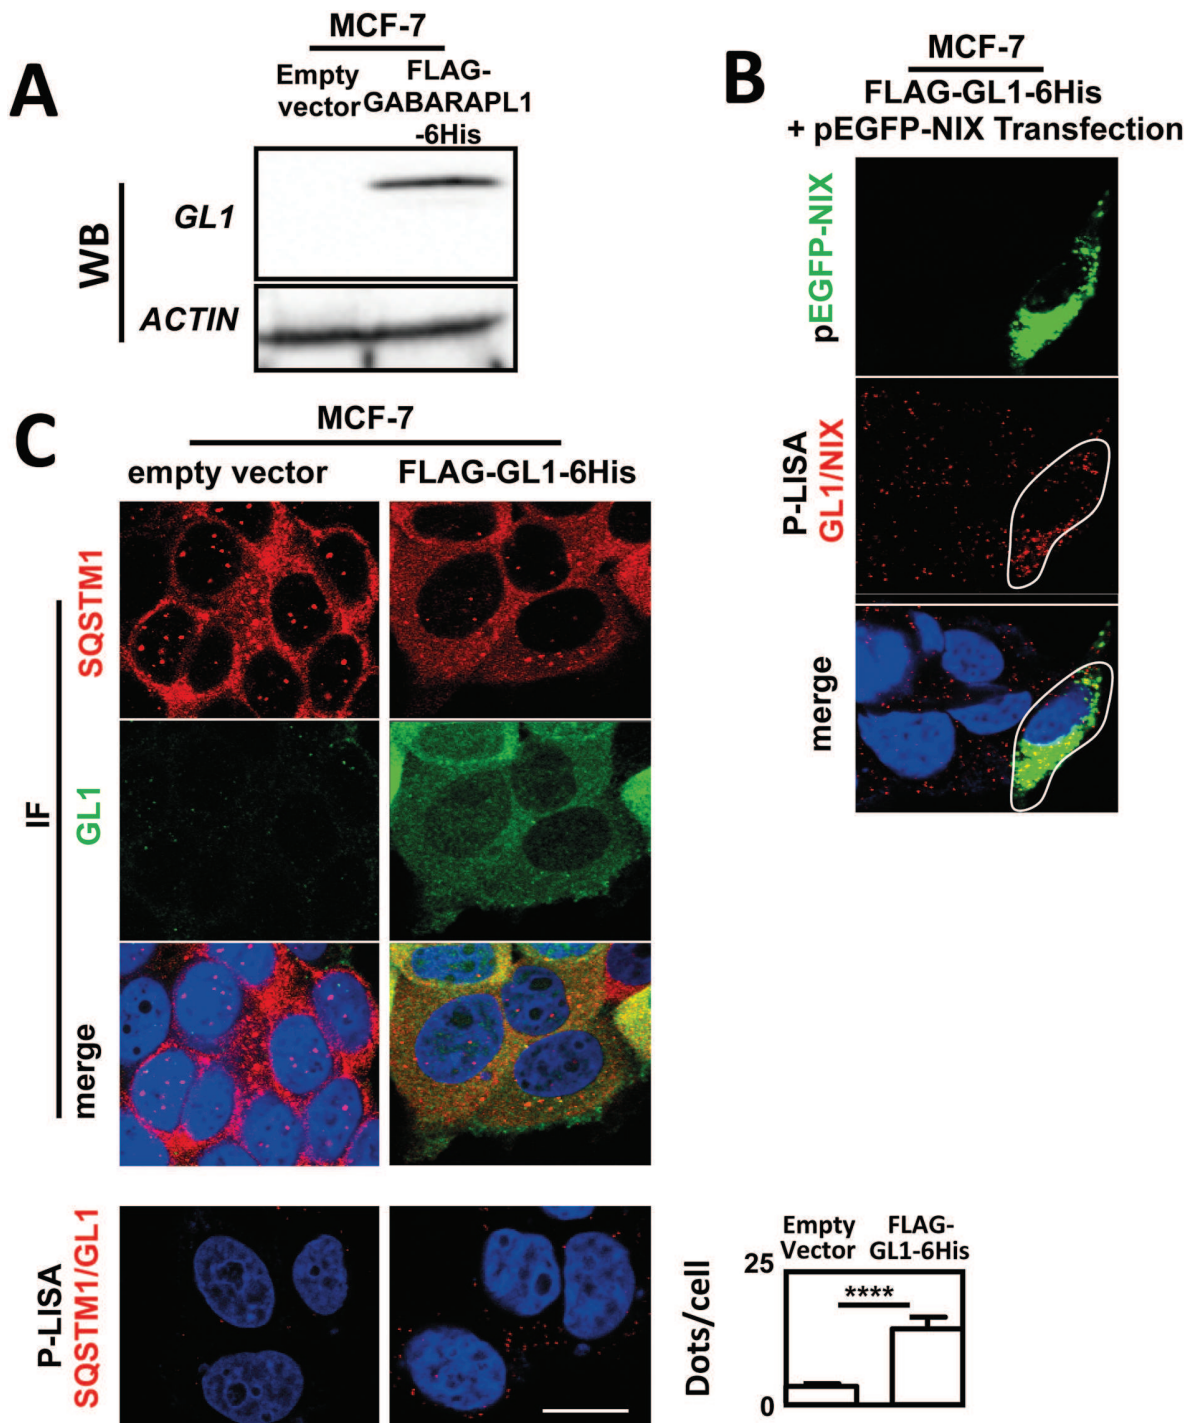 A
MCF-7
Empty
vector
FLAG-
GABARAPL1
-6His
WB
GL1
ACTIN
B
MCF-7
FLAG-GL1-6His
+ pEGFP-NIX Transfection
pEGFP-NIX
P-LISA
GL1/NIX
merge
C
MCF-7
empty vector
FLAG-GL1-6His
IF
SQSTM1
GL1
merge
P-LISA
SQSTM1/GL1
Empty
Vector
FLAG-
GL1-6His
Dots/cell
25
****
0